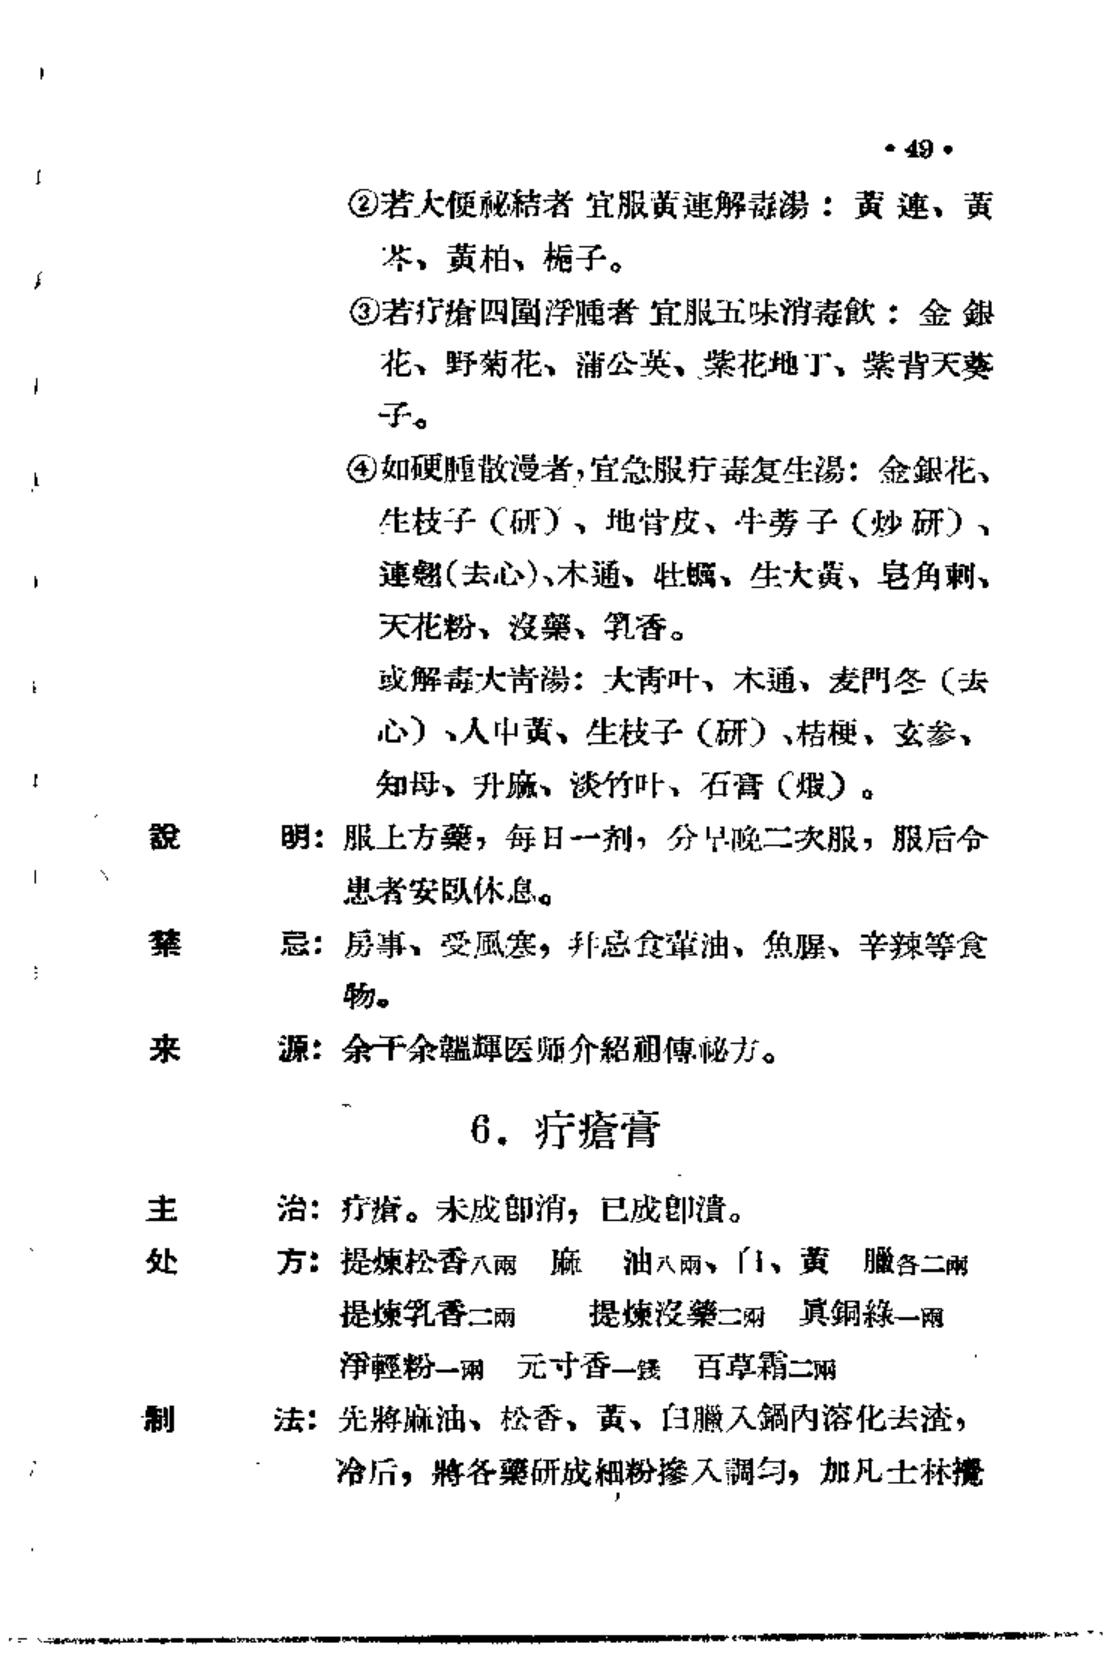 •49•
②若大便祕結者 宜服黃連解毒湯：黃 連、黃
芩、黃柏、梔子。
③若疔瘡四圍浮腫者 宜服五味消毒飲：金 銀
花、野菊花、蒲公英、紫花地丁、紫背天葵
子。
④如硬腫散漫者，宜急服疔毒复生湯：金銀花、
生枝子（研）、地骨皮、牛蒡子（炒研）、
連翹(去心)、木通、牡蠣、生大黃、皂角刺、
天花粉、沒藥、乳香。
或解毒大青湯：大青叶、木通、麦門冬（去
心）、人中黃、生枝子（研）、桔梗、玄参、
知母、升麻、淡竹叶、石膏（煅）。
說　　明：服上方藥，每日一剂，分早晚二次服，服后令
患者安臥休息。
禁　　忌：房事、受風寒，幷忌食葷油、魚腥、辛辣等食
物。
来　　源：余干余韞輝医师介紹祖傳祕方。
6．疔瘡膏
主　　治：疔瘡。未成卽消，已成卽潰。
处　　方：提煉松香八兩　麻　油八兩、白、黃　臘各二兩
提煉乳香二兩　　提煉沒藥二兩　眞銅綠一兩
淨輕粉一兩　元寸香一錢　百草霜二兩
制　　法：先將麻油、松香、黃、白臘入鍋內溶化去渣，
冷后，將各藥研成細粉摻入調匀，加凡士林攪